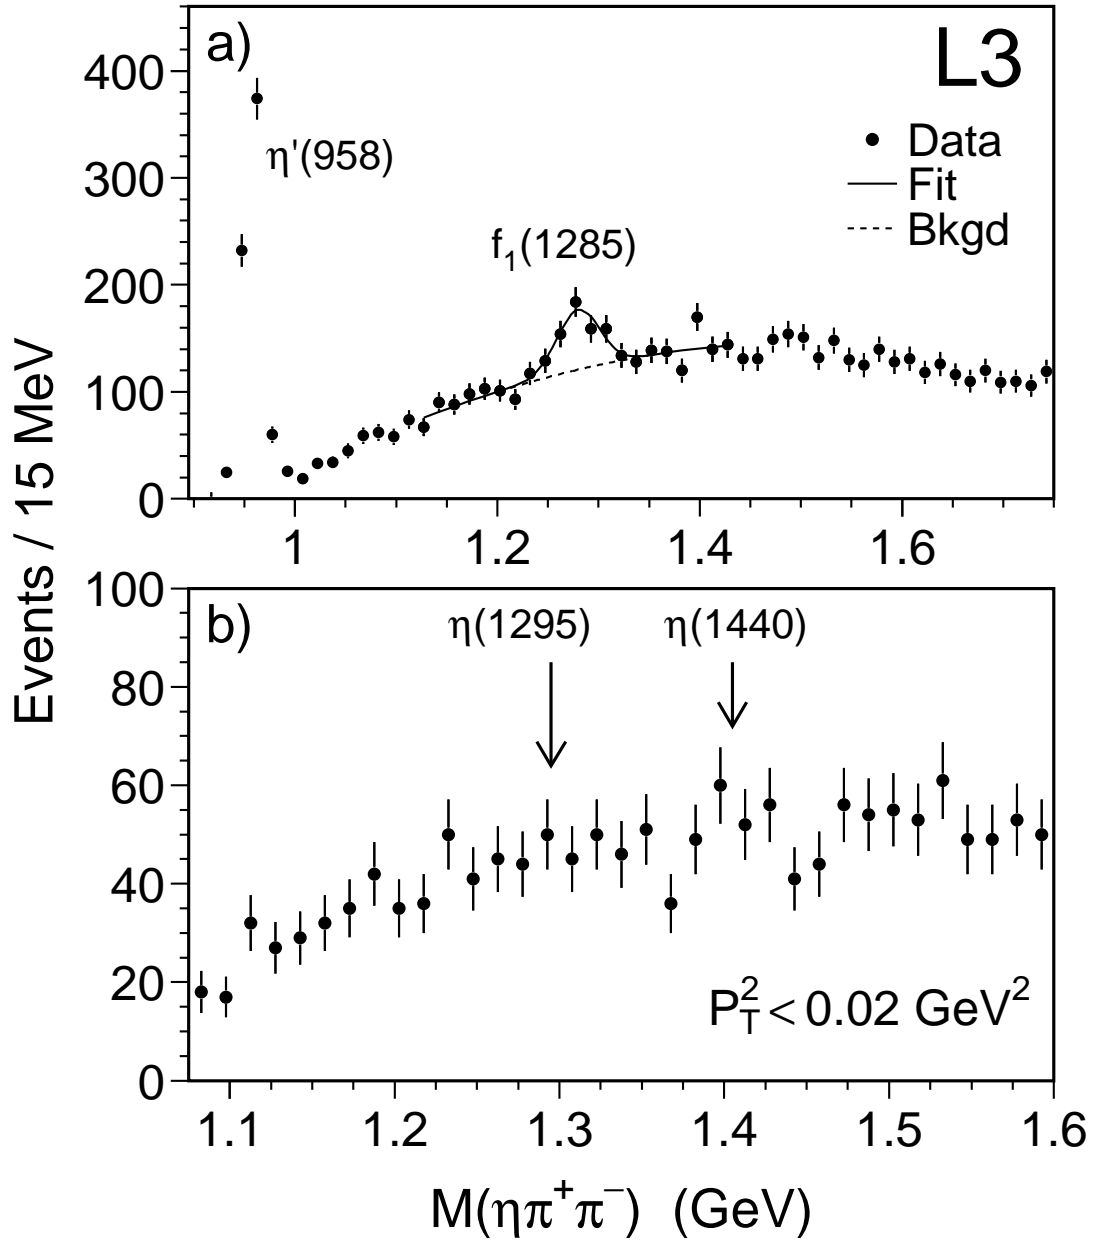 a)
L3
400
η'(958)
Data
Fit
Bkgd
300
f₁(1285)
200
100
0
1 1.2 1.4 1.6
Events / 15 MeV
100
b)
η(1295) η(1440)
80
60
40
20
P_T^2 < 0.02 GeV²
0
1.1 1.2 1.3 1.4 1.5 1.6
M(ηπ⁺π⁻) (GeV)